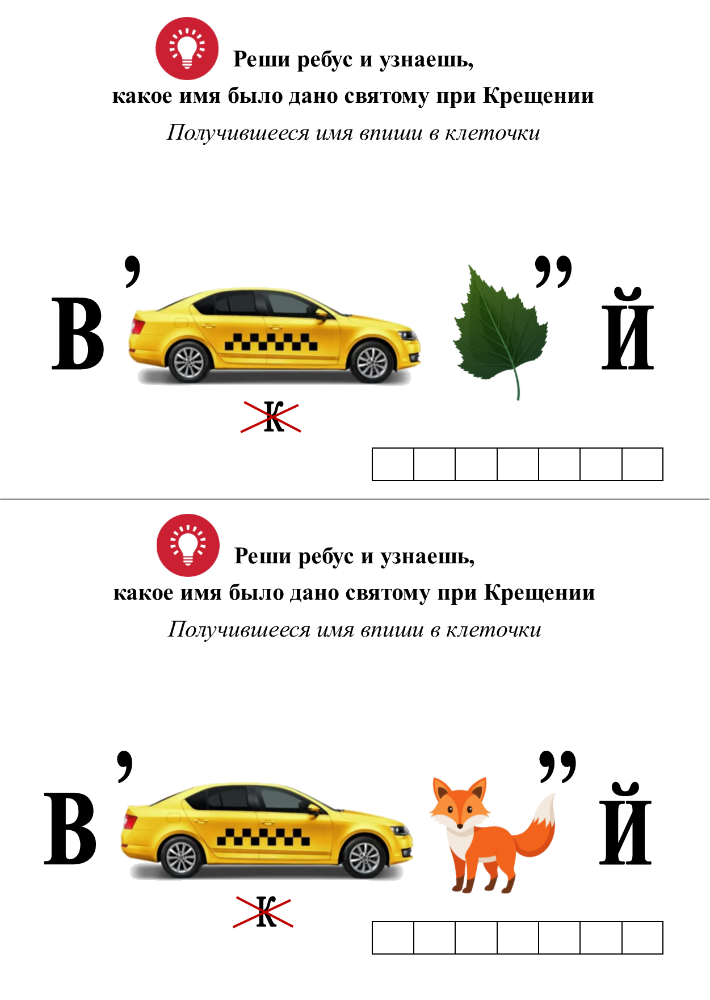 Реши ребус и узнаешь,
какое имя было дано святому при Крещении
Получившееся имя впиши в клеточки
В , ,, Й
К
Реши ребус и узнаешь,
какое имя было дано святому при Крещении
Получившееся имя впиши в клеточки
В , ,, Й
К